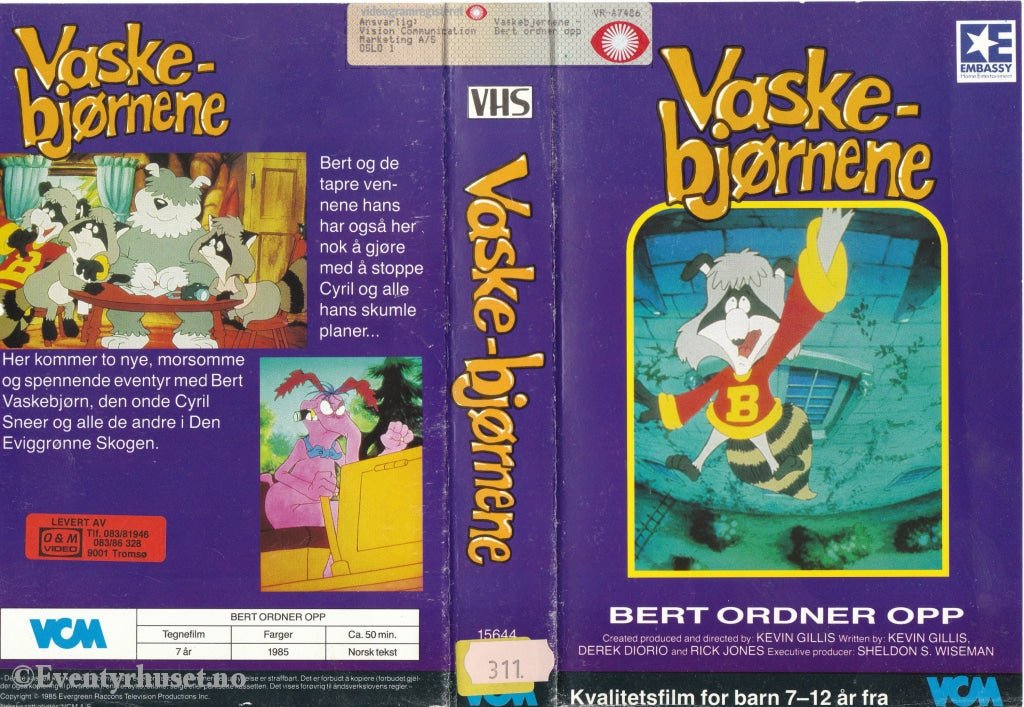 Vaske-
bjørnene
Bert og de
tapre ven-
nene hans
har også her
nok å gjøre
med å stoppe
Cyril og alle
hans skumle
planer...
Her kommer to nye, morsomme
og spennende eventyr med Bert
Vaskebjørn, den onde Cyril
Sneer og alle de andre i Den
Eviggrønne Skogen.
LEVERT AV
O & M
VIDEO
Tlf. 083/81946
083/86 328
9001 Tromsø
VCM
BERT ORDNER OPP
Tegnefilm Farger Ca. 50 min.
7 år 1985 Norsk tekst
©Eventyrhuset.no
Copyright © 1985 Evergreen Raccoons Television Productions Inc.
videogramregisteret
Ansvarlig:
Vision Communication
Marketing A/S
OSLO 1
VR-A7486
Vaskebjørnene -
Bert ordner opp
VHS
Vaske-bjørnene
15644
311.
VCM
EMBASSY
Home Entertainment
Vaske-
bjørnene
B
BERT ORDNER OPP
Created produced and directed by: KEVIN GILLIS Written by: KEVIN GILLIS,
DEREK DIORIO and RICK JONES Executive producer: SHELDON S. WISEMAN
Kvalitetsfilm for barn 7–12 år fra VCM